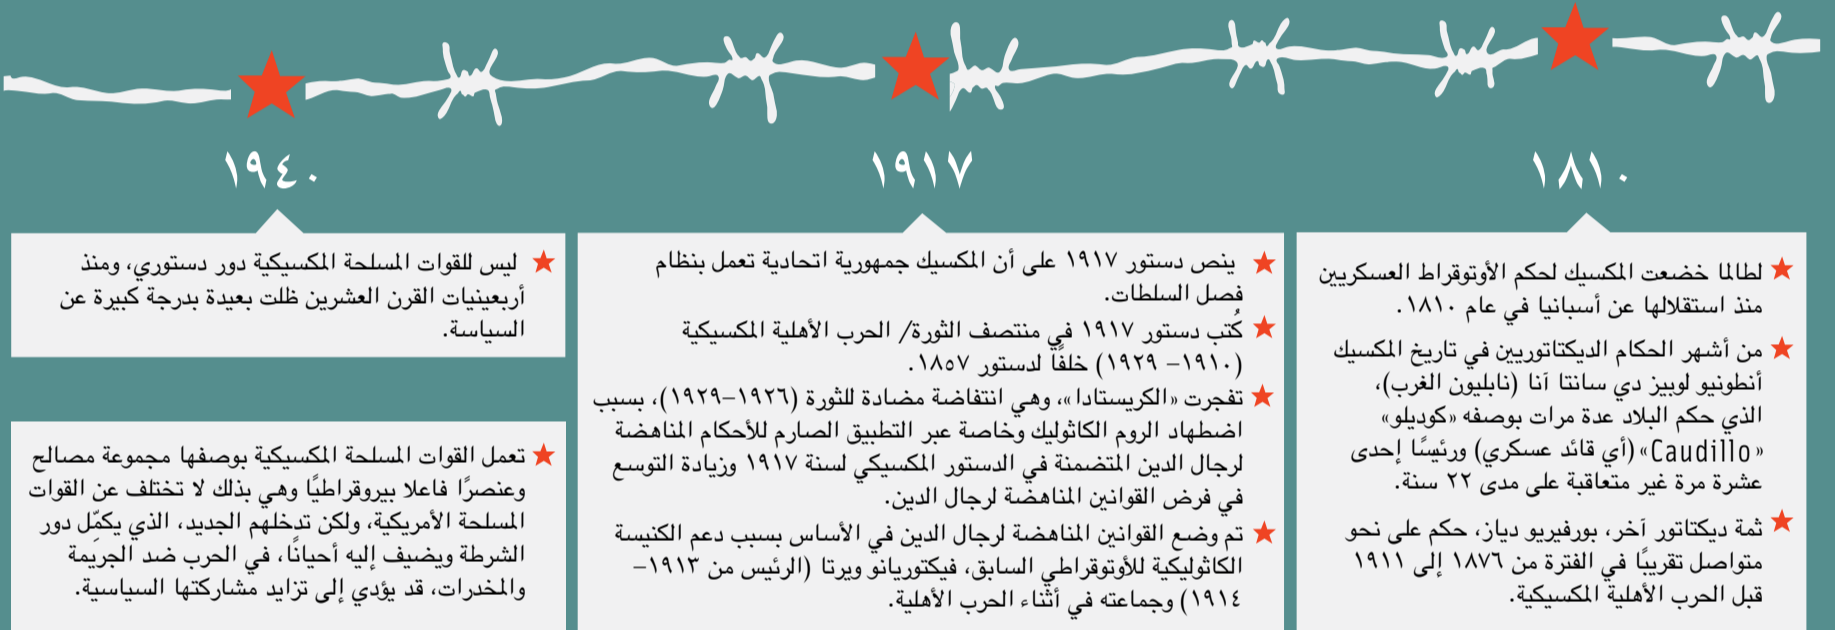 ١٨١٠
لطالما خضعت المكسيك لحكم الأوتوقراط العسكريين
منذ استقلالها عن أسبانيا في عام ١٨١٠.
من أشهر الحكام الديكتاتوريين في تاريخ المكسيك
أنطونيو لوبيز دي سانتا آنا (نابليون الغرب)،
الذي حكم البلاد عدة مرات بوصفه «كوديلو»
«Caudillo» (أي قائد عسكري) ورئيسًا إحدى
عشرة مرة غير متعاقبة على مدى ٢٢ سنة.
ثمة ديكتاتور آخر، بورفيريو دياز، حكم على نحو
متواصل تقريبًا في الفترة من ١٨٧٦ إلى ١٩١١
قبل الحرب الأهلية المكسيكية.
١٩١٧
ينص دستور ١٩١٧ على أن المكسيك جمهورية اتحادية تعمل بنظام
فصل السلطات.
كُتب دستور ١٩١٧ في منتصف الثورة/ الحرب الأهلية المكسيكية
(١٩١٠– ١٩٢٩) خلفًا لدستور ١٨٥٧.
تفجرت «الكريستادا»، وهي انتفاضة مضادة للثورة (١٩٢٦–١٩٢٩)، بسبب
اضطهاد الروم الكاثوليك وخاصة عبر التطبيق الصارم للأحكام المناهضة
لرجال الدين المتضمنة في الدستور المكسيكي لسنة ١٩١٧ وزيادة التوسع
في فرض القوانين المناهضة لرجال الدين.
تم وضع القوانين المناهضة لرجال الدين في الأساس بسبب دعم الكنيسة
الكاثوليكية للأوتوقراطي السابق، فيكتوريانو ويرتا (الرئيس من ١٩١٣–
١٩١٤) وجماعته في أثناء الحرب الأهلية.
١٩٤٠
ليس للقوات المسلحة المكسيكية دور دستوري، ومنذ
أربعينيات القرن العشرين ظلت بعيدة بدرجة كبيرة عن
السياسة.
تعمل القوات المسلحة المكسيكية بوصفها مجموعة مصالح
وعنصرًا فاعلا بيروقراطيًا وهي بذلك لا تختلف عن القوات
المسلحة الأمريكية، ولكن تدخلهم الجديد، الذي يكمّل دور
الشرطة ويضيف إليه أحيانًا، في الحرب ضد الجريمة
والمخدرات، قد يؤدي إلى تزايد مشاركتها السياسية.